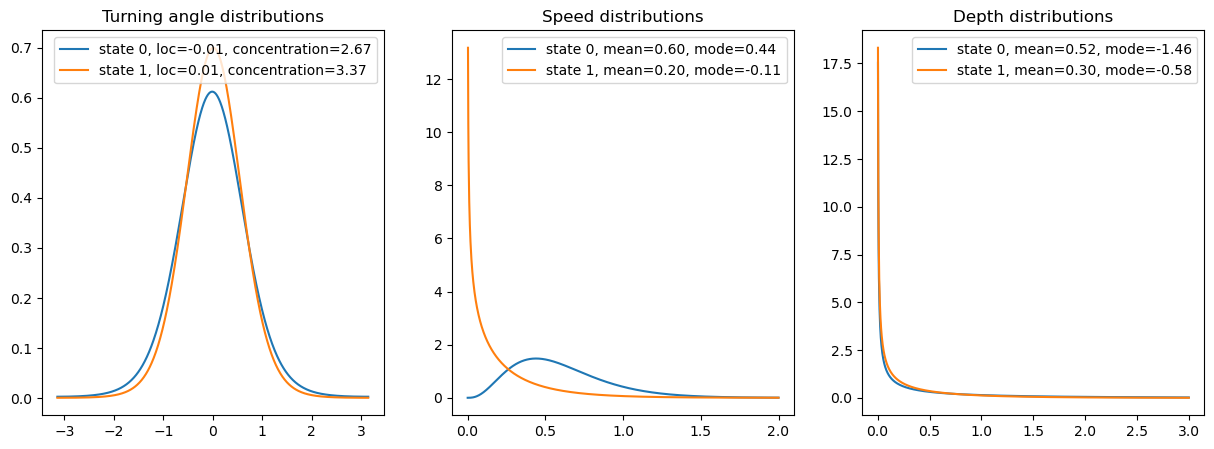 Turning angle distributions
state 0, loc=-0.01, concentration=2.67
state 1, loc=0.01, concentration=3.37
0.7
0.6
0.5
0.4
0.3
0.2
0.1
0.0
−3 −2 −1 0 1 2 3
Speed distributions
state 0, mean=0.60, mode=0.44
state 1, mean=0.20, mode=-0.11
12
10
8
6
4
2
0
0.0 0.5 1.0 1.5 2.0
Depth distributions
state 0, mean=0.52, mode=-1.46
state 1, mean=0.30, mode=-0.58
17.5
15.0
12.5
10.0
7.5
5.0
2.5
0.0
0.0 0.5 1.0 1.5 2.0 2.5 3.0